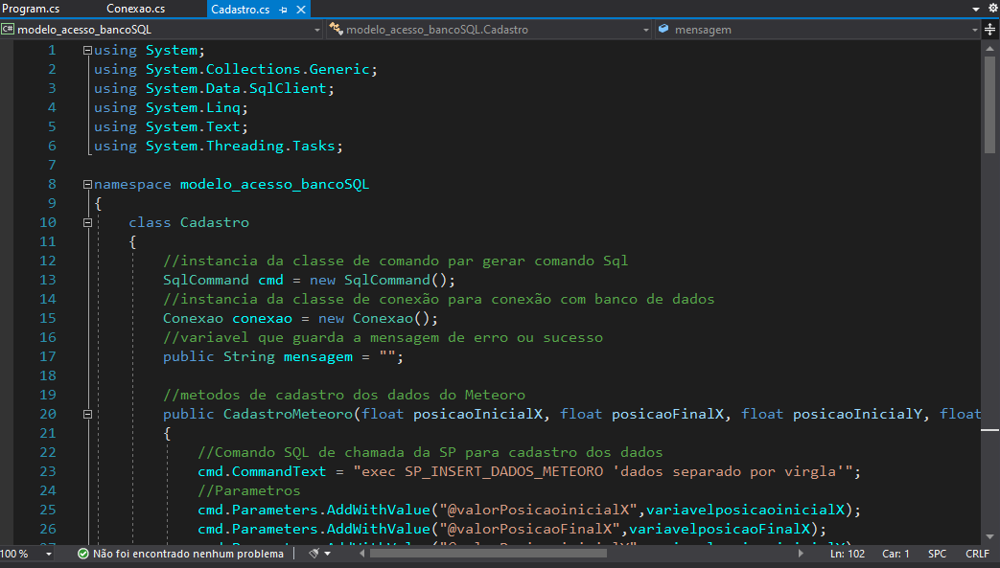 Program.cs Conexao.cs Cadastro.cs
C# modelo_acesso_bancoSQL modelo_acesso_bancoSQL.Cadastro mensagem
1 using System;
2 using System.Collections.Generic;
3 using System.Data.SqlClient;
4 using System.Linq;
5 using System.Text;
6 using System.Threading.Tasks;
7
8 namespace modelo_acesso_bancoSQL
9 {
10 class Cadastro
11 {
12 //instancia da classe de comando par gerar comando Sql
13 SqlCommand cmd = new SqlCommand();
14 //instancia da classe de conexão para conexão com banco de dados
15 Conexao conexao = new Conexao();
16 //variavel que guarda a mensagem de erro ou sucesso
17 public String mensagem = "";
18
19 //metodos de cadastro dos dados do Meteoro
20 public CadastroMeteoro(float posicaoInicialX, float posicaoFinalX, float posicaoInicialY, float
21 {
22 //Comando SQL de chamada da SP para cadastro dos dados
23 cmd.CommandText = "exec SP_INSERT_DADOS_METEORO 'dados separado por virgla'";
24 //Parametros
25 cmd.Parameters.AddWithValue("@valorPosicaoinicialX",variavelposicaoinicialX);
26 cmd.Parameters.AddWithValue("@valorPosicaoFinalX",variavelposicaoFinalX);
100 % Não foi encontrado nenhum problema Ln: 102 Car: 1 SPC CRLF